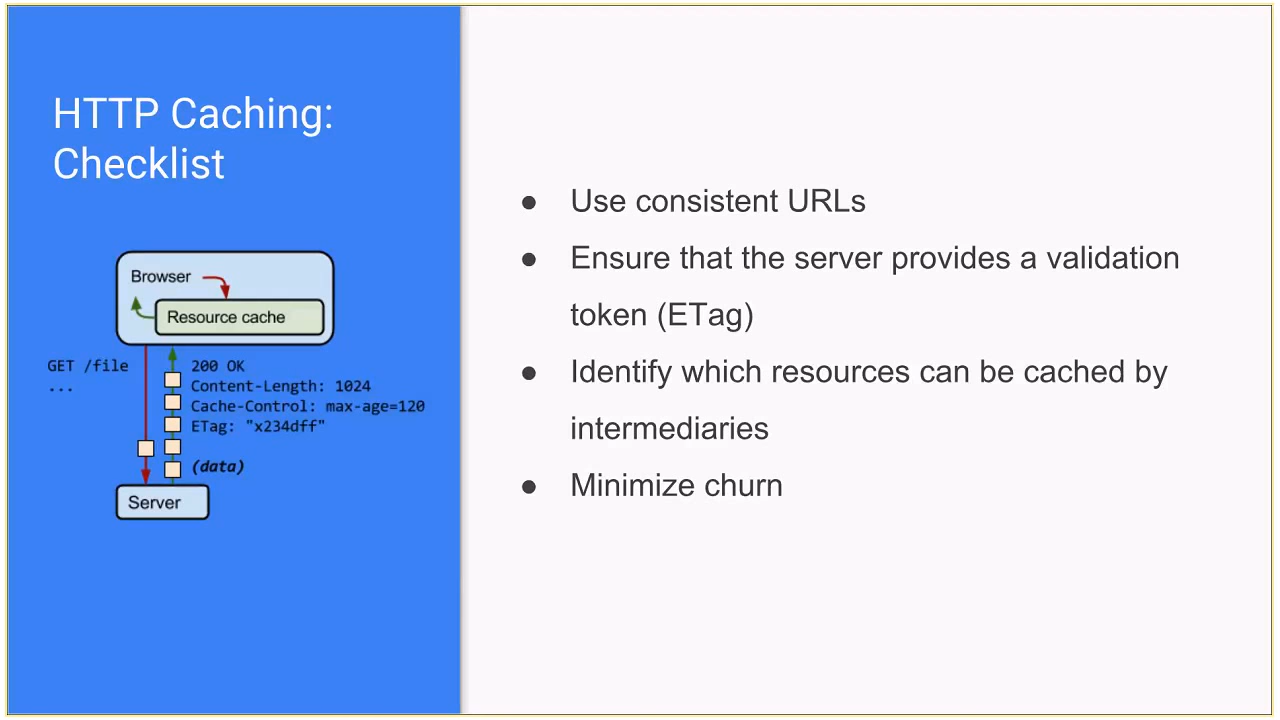 HTTP Caching:
Checklist
Browser
Resource cache
GET /file
...
200 OK
Content-Length: 1024
Cache-Control: max-age=120
ETag: "x234dff"
(data)
Server
● Use consistent URLs
● Ensure that the server provides a validation
token (ETag)
● Identify which resources can be cached by
intermediaries
● Minimize churn